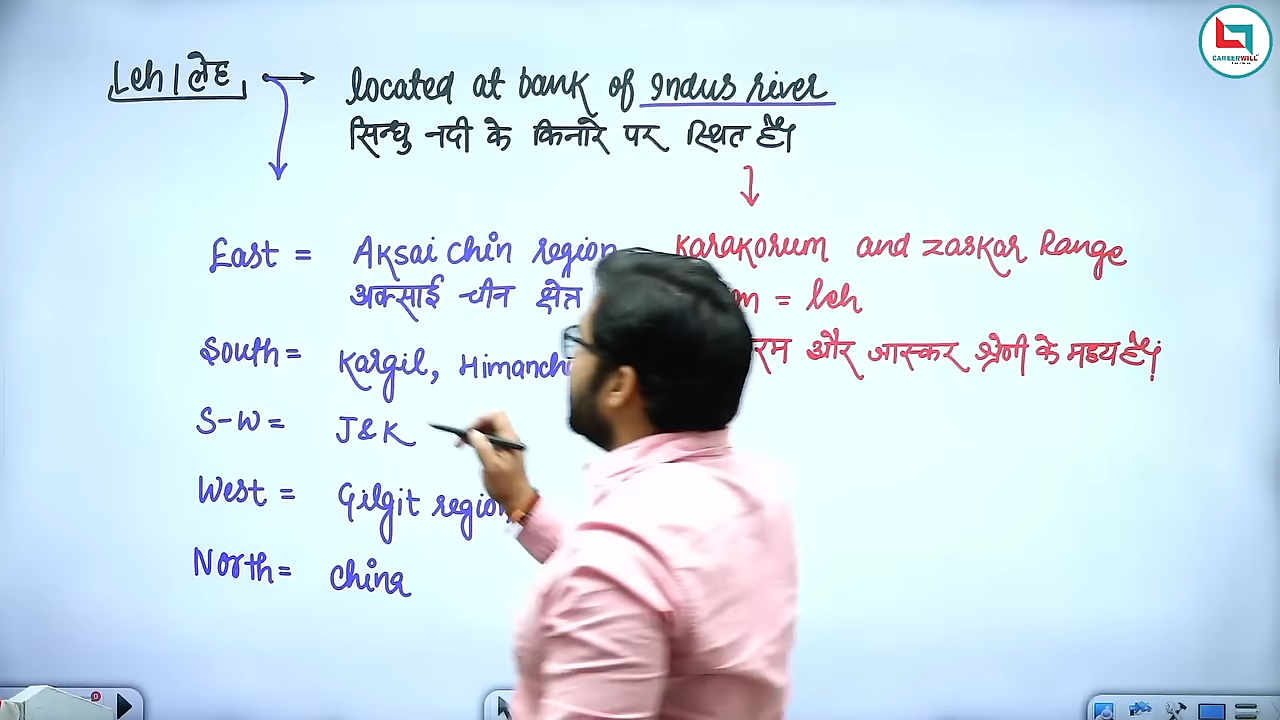 Leh / लेह
located at bank of Indus river
सिन्धु नदी के किनारे पर स्थित है।
East = Aksai Chin region
अक्साई चीन क्षेत्र
South = Kargil,
S-W = J&K
West = Gilgit region
North = China
Karakorum and Zaskar Range
= Leh
और जास्कर श्रेणी के मध्य है।
CAREERWILL